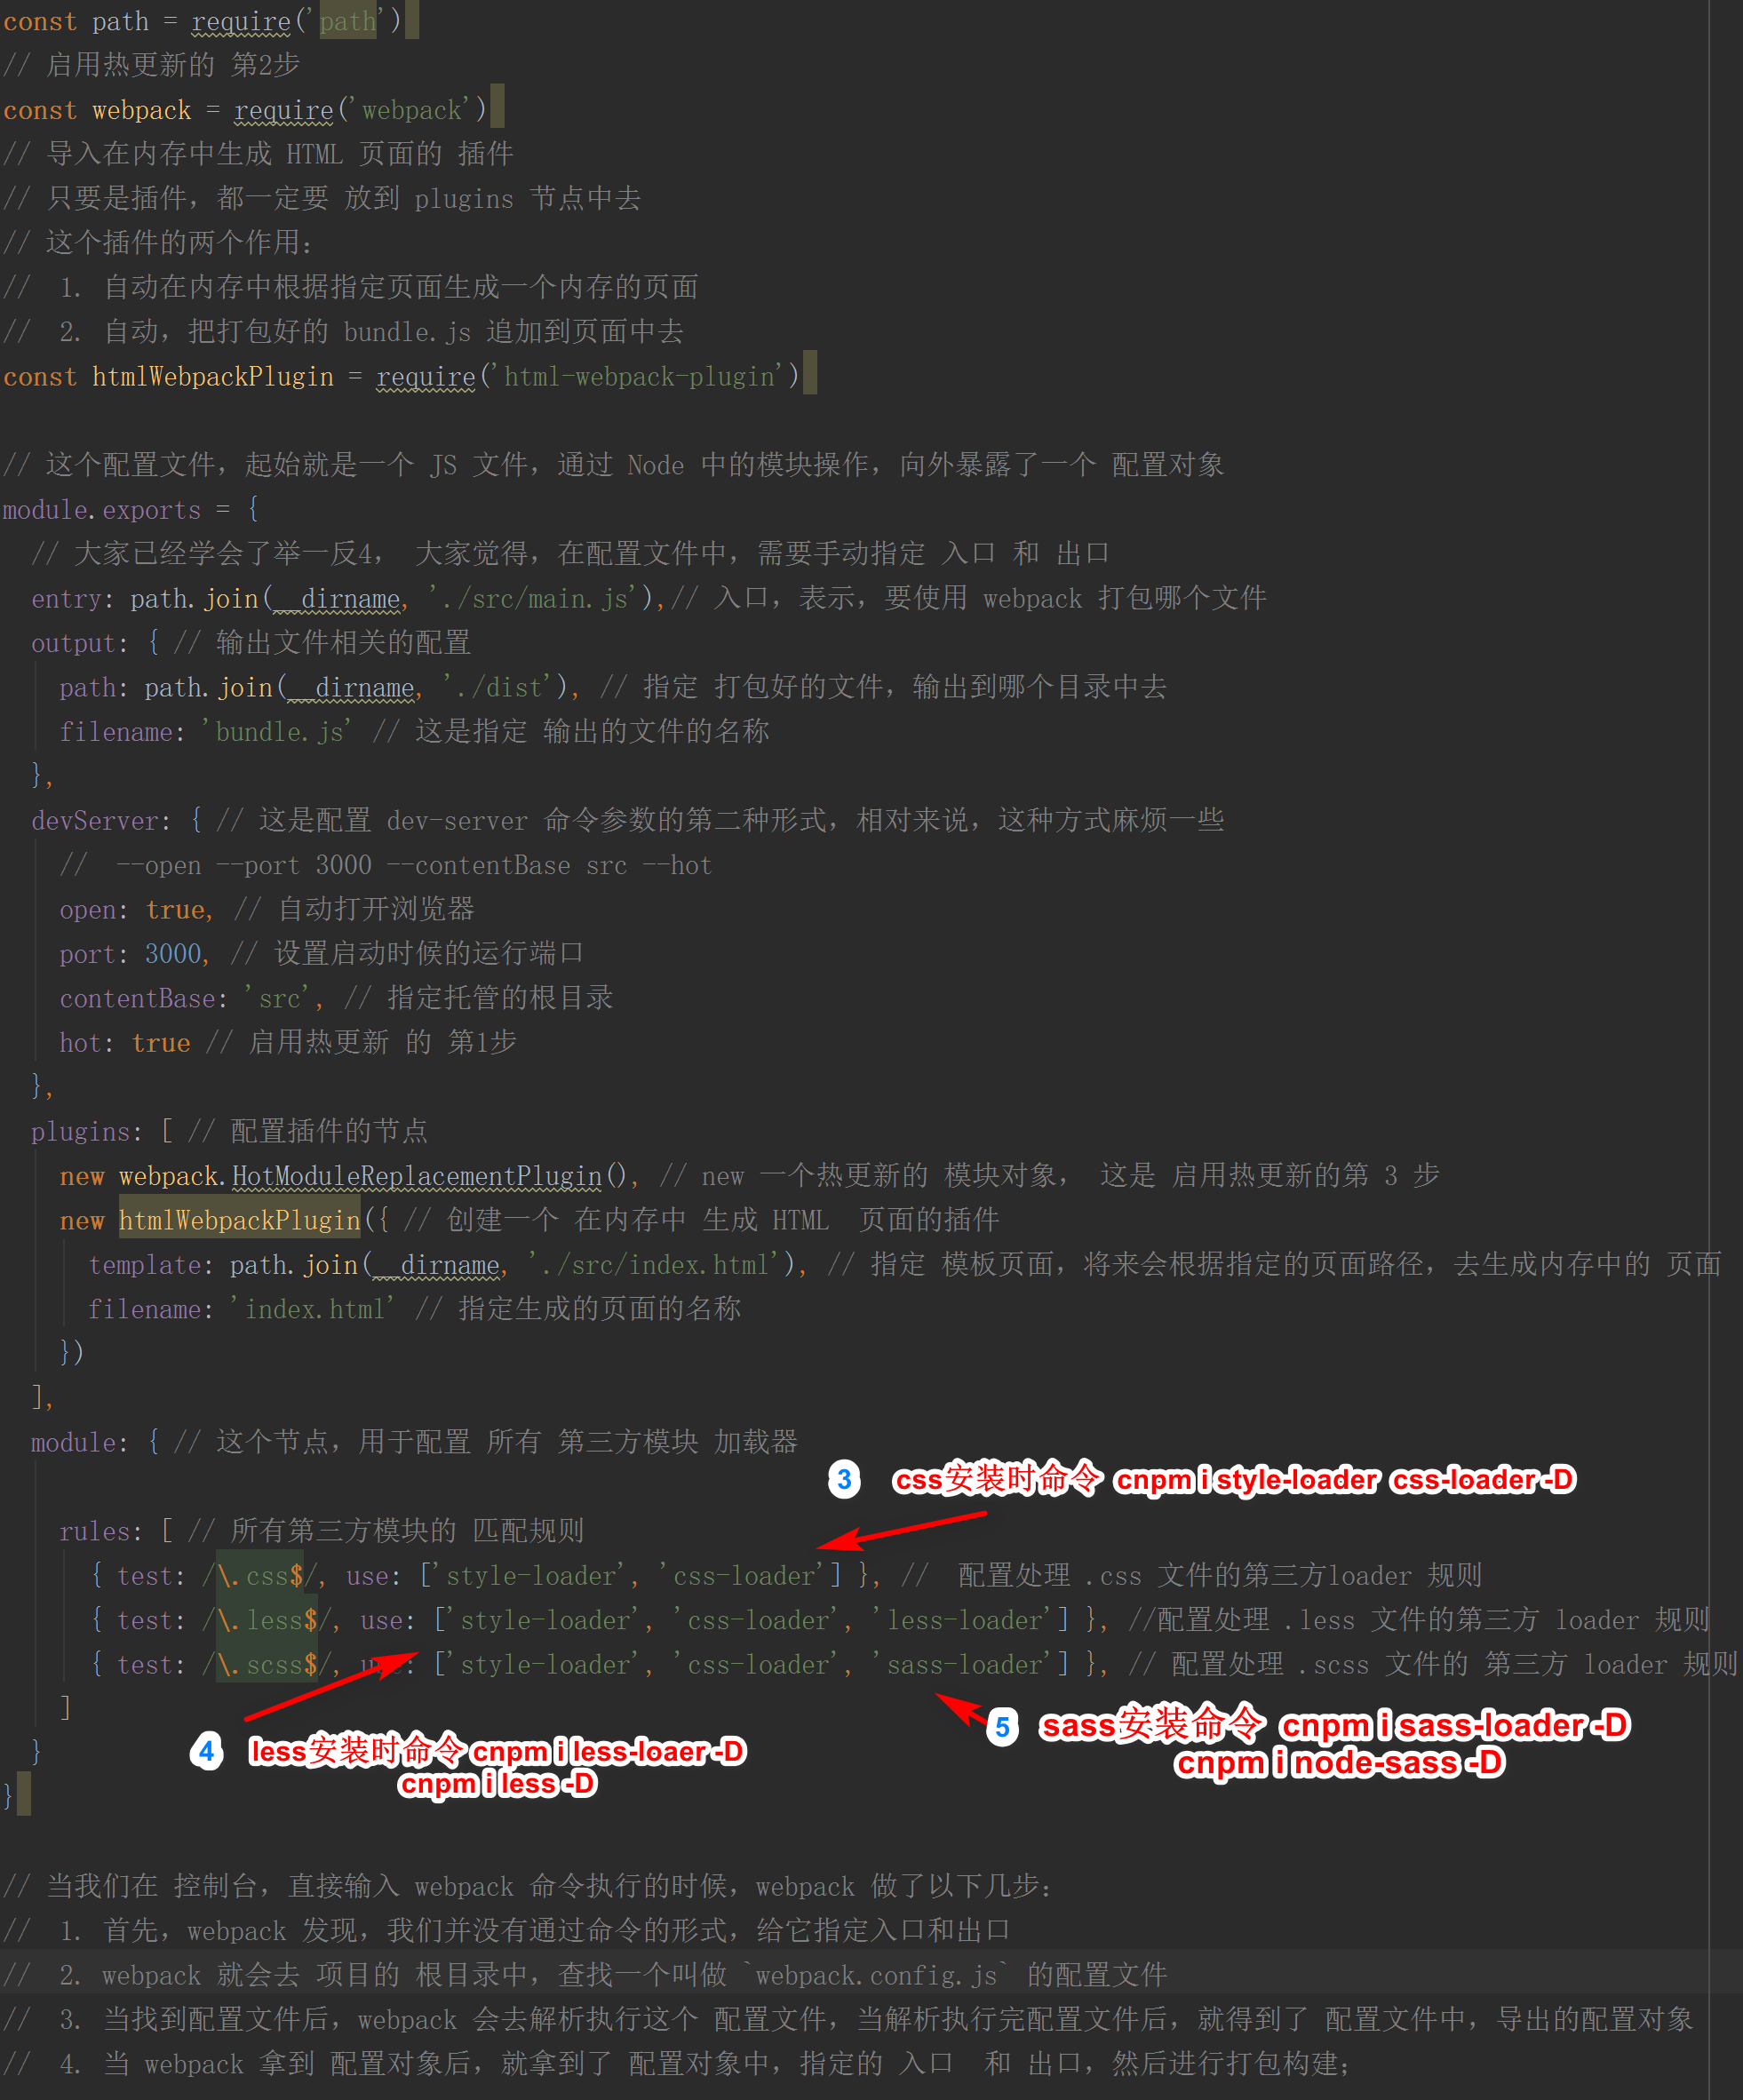 const path = require('path')
// 启用热更新的 第2步
const webpack = require('webpack')
// 导入在内存中生成 HTML 页面的 插件
// 只要是插件，都一定要 放到 plugins 节点中去
// 这个插件的两个作用：
//  1. 自动在内存中根据指定页面生成一个内存的页面
//  2. 自动，把打包好的 bundle.js 追加到页面中去
const htmlWebpackPlugin = require('html-webpack-plugin')
// 这个配置文件，起始就是一个 JS 文件，通过 Node 中的模块操作，向外暴露了一个 配置对象
module.exports = {
  // 大家已经学会了举一反4， 大家觉得，在配置文件中，需要手动指定 入口 和 出口
  entry: path.join(__dirname, './src/main.js'),// 入口，表示，要使用 webpack 打包哪个文件
  output: { // 输出文件相关的配置
    path: path.join(__dirname, './dist'), // 指定 打包好的文件，输出到哪个目录中去
    filename: 'bundle.js' // 这是指定 输出的文件的名称
  },
  devServer: { // 这是配置 dev-server 命令参数的第二种形式，相对来说，这种方式麻烦一些
    //  --open --port 3000 --contentBase src --hot
    open: true, // 自动打开浏览器
    port: 3000, // 设置启动时候的运行端口
    contentBase: 'src', // 指定托管的根目录
    hot: true // 启用热更新 的 第1步
  },
  plugins: [ // 配置插件的节点
    new webpack.HotModuleReplacementPlugin(), // new 一个热更新的 模块对象， 这是 启用热更新的第 3 步
    new htmlWebpackPlugin({ // 创建一个 在内存中 生成 HTML  页面的插件
      template: path.join(__dirname, './src/index.html'), // 指定 模板页面，将来会根据指定的页面路径，去生成内存中的 页面
      filename: 'index.html' // 指定生成的页面的名称
    })
  ],
  module: { // 这个节点，用于配置 所有 第三方模块 加载器
3 css安装时命令 cnpm i style-loader css-loader -D
    rules: [ // 所有第三方模块的 匹配规则
      { test: /\.css$/, use: ['style-loader', 'css-loader'] }, //  配置处理 .css 文件的第三方loader 规则
      { test: /\.less$/, use: ['style-loader', 'css-loader', 'less-loader'] }, //配置处理 .less 文件的第三方 loader 规则
      { test: /\.scss$/, use: ['style-loader', 'css-loader', 'sass-loader'] }, // 配置处理 .scss 文件的 第三方 loader 规则
    ]
5 sass安装命令 cnpm i sass-loader -D
cnpm i node-sass -D
  }
4 less安装时命令 cnpm i less-loaer -D
cnpm i less -D
}
// 当我们在 控制台，直接输入 webpack 命令执行的时候，webpack 做了以下几步：
//  1. 首先，webpack 发现，我们并没有通过命令的形式，给它指定入口和出口
//  2. webpack 就会去 项目的 根目录中，查找一个叫做 `webpack.config.js` 的配置文件
//  3. 当找到配置文件后，webpack 会去解析执行这个 配置文件，当解析执行完配置文件后，就得到了 配置文件中，导出的配置对象
//  4. 当 webpack 拿到 配置对象后，就拿到了 配置对象中，指定的 入口  和 出口，然后进行打包构建；